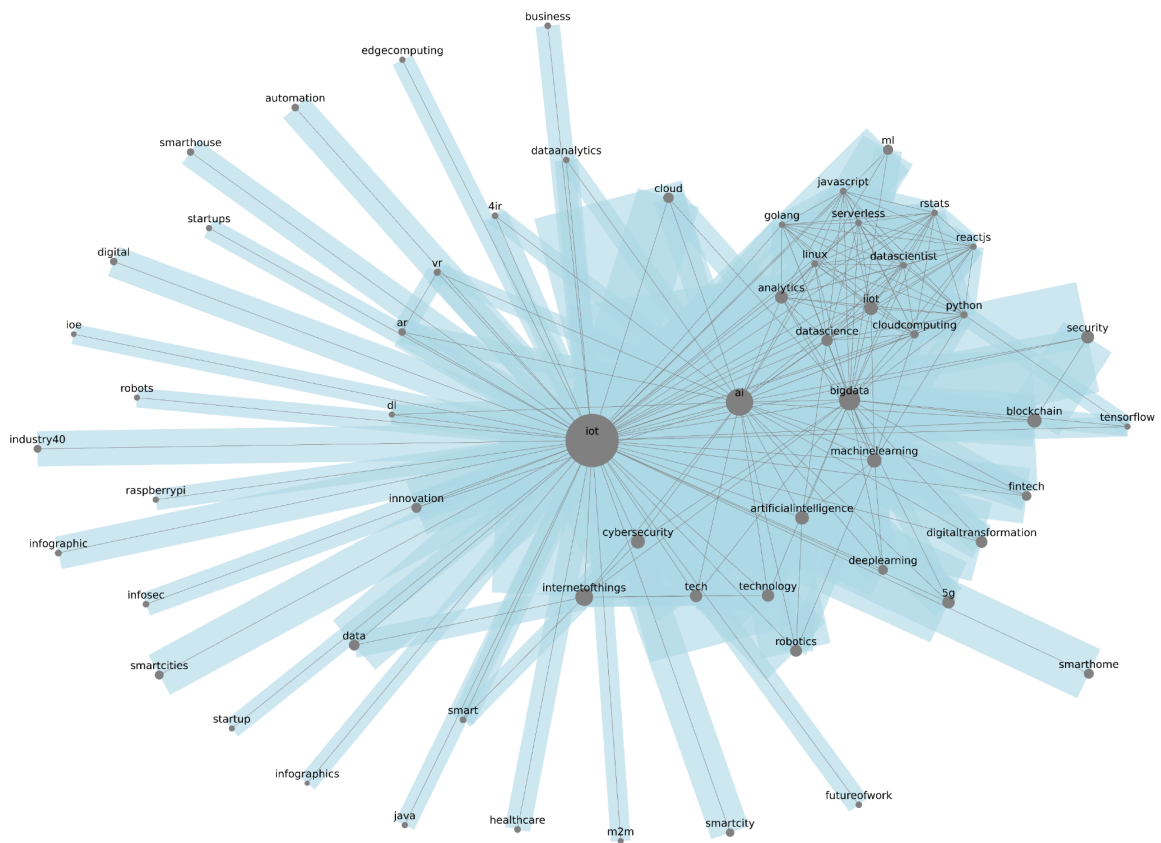 business
edgecomputing
automation
smarthouse
dataanalytics
ml
cloud
javascript
4ir
rstats
startups
golang
serverless
reactjs
digital
vr
linux
datascientist
analytics
iiot
python
ioe
ar
datascience
cloudcomputing
security
robots
dl
ai
bigdata
blockchain
tensorflow
industry40
iot
machinelearning
raspberrypi
innovation
fintech
infographic
cybersecurity
artificialintelligence
digitaltransformation
infosec
internetofthings
tech
technology
deeplearning
5g
data
robotics
smartcities
smarthome
startup
smart
infographics
java
healthcare
m2m
smartcity
futureofwork